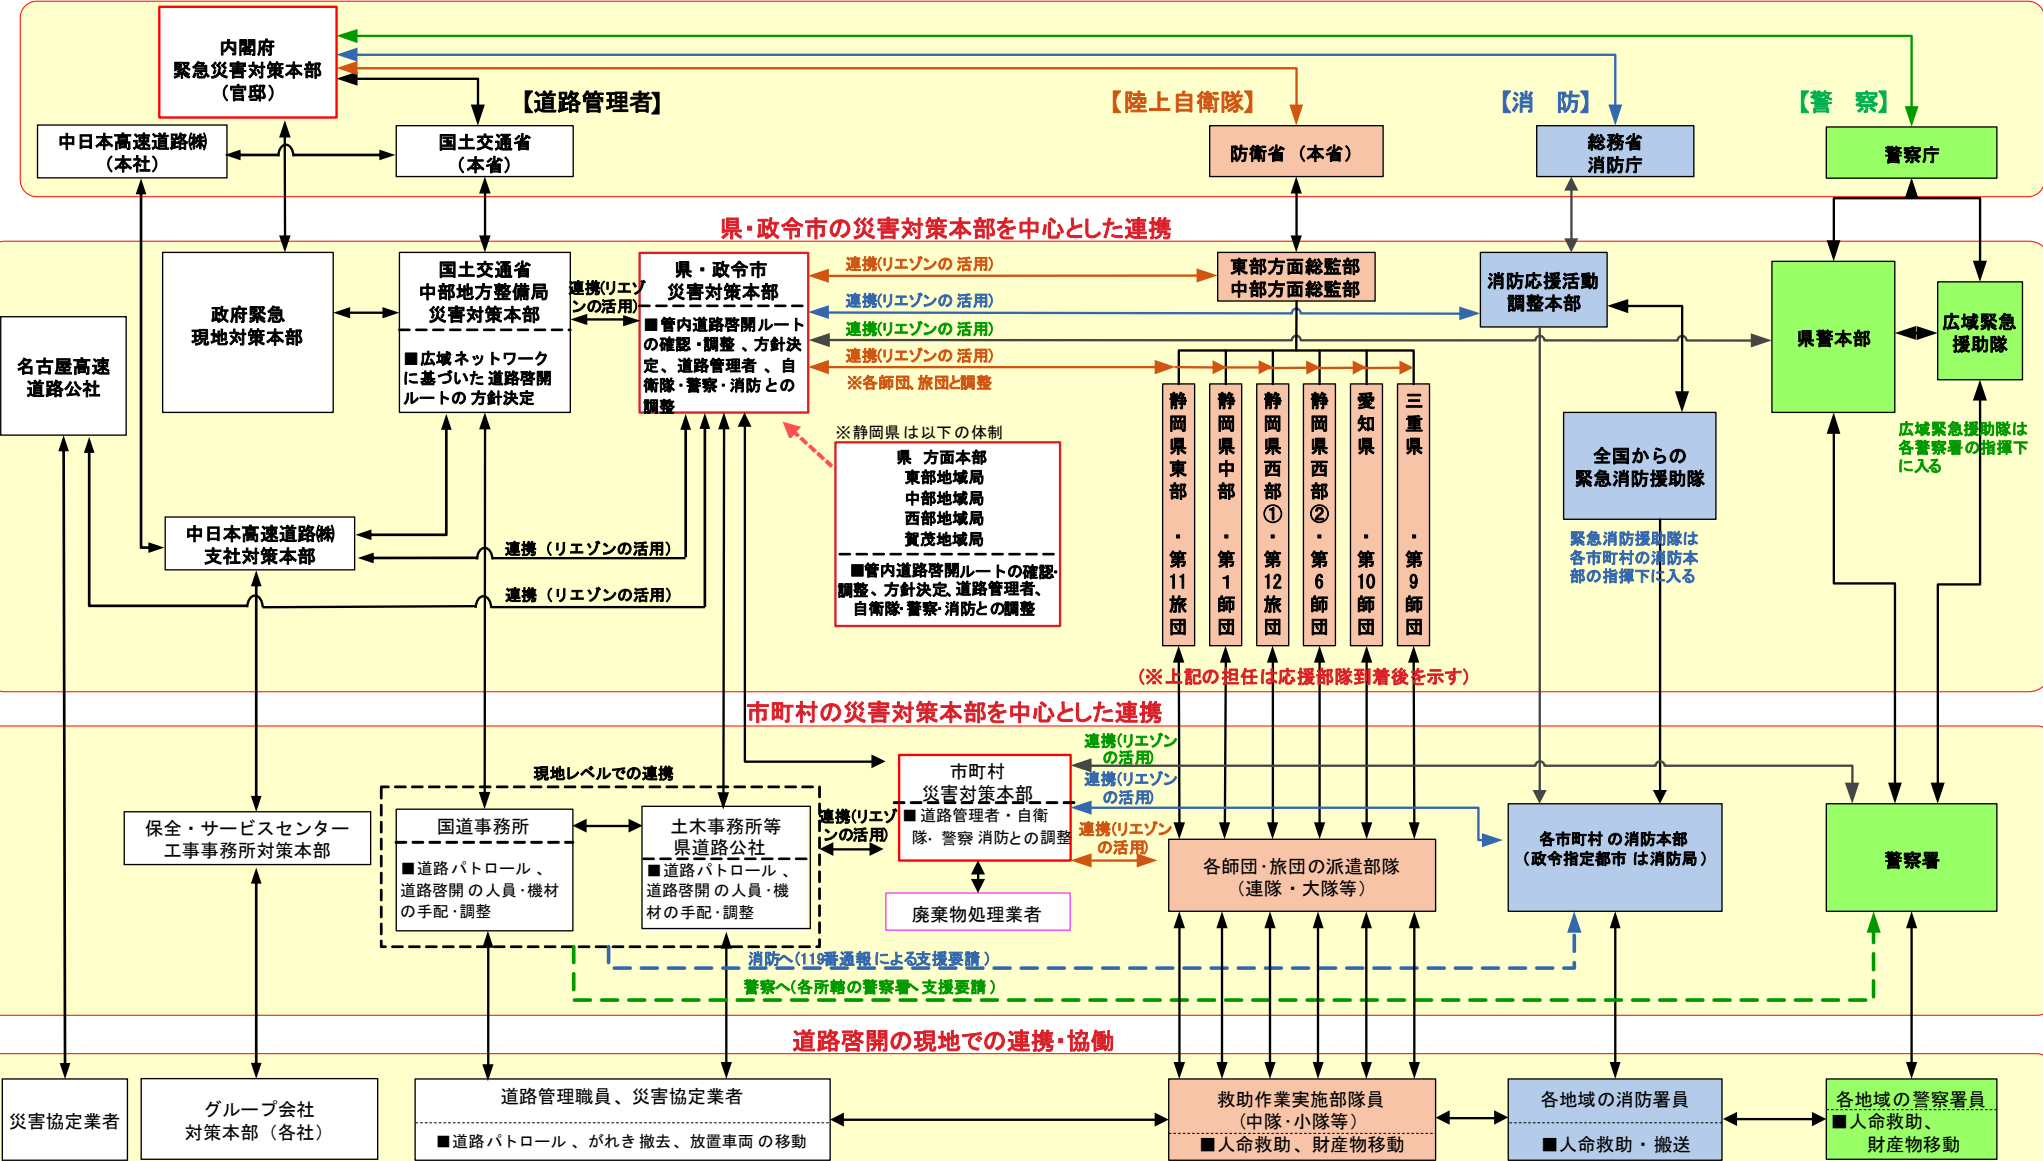 内閣府
緊急災害対策本部
（官邸）
【道路管理者】
【陸上自衛隊】
【消　防】
【警　察】
中日本高速道路㈱
（本社）
国土交通省
（本省）
防衛省（本省）
総務省
消防庁
警察庁
県・政令市の災害対策本部を中心とした連携
政府緊急
現地対策本部
国土交通省
中部地方整備局
災害対策本部
■広域ネットワーク
に基づいた道路啓開
ルートの方針決定
連携(リエゾ
ンの活用)
県・政令市
災害対策本部
■管内道路啓開ルート
の確認・調整、方針決
定、道路管理者、自
衛隊・警察・消防との
調整
連携(リエゾンの活用)
連携(リエゾンの活用)
連携(リエゾンの活用)
連携(リエゾンの活用)
※各師団、旅団と調整
東部方面総監部
中部方面総監部
消防応援活動
調整本部
県警本部
広域緊急
援助隊
名古屋高速
道路公社
静岡県東部・第11旅団
静岡県中部・第1師団
静岡県西部①・第12旅団
静岡県西部②・第6師団
愛知県・第10師団
三重県・第9師団
全国からの
緊急消防援助隊
広域緊急援助隊は
各警察署の指揮下
に入る
※静岡県は以下の体制
県　方面本部
東部地域局
中部地域局
西部地域局
賀茂地域局
■管内道路啓開ルートの確認・
調整、方針決定、道路管理者、
自衛隊・警察・消防との調整
中日本高速道路㈱
支社対策本部
連携（リエゾンの活用）
連携（リエゾンの活用）
緊急消防援助隊は
各市町村の消防本
部の指揮下に入る
(※上記の担任は応援部隊到着後を示す)
市町村の災害対策本部を中心とした連携
現地レベルでの連携
保全・サービスセンター
工事事務所対策本部
国道事務所
■道路パトロール、
道路啓開の人員・機材
の手配・調整
土木事務所等
県道路公社
■道路パトロール、
道路啓開の人員・機
材の手配・調整
連携(リエゾ
ンの活用)
市町村
災害対策本部
■道路管理者・自衛
隊・警察 消防との調整
連携(リエゾン
の活用)
連携(リエゾン
の活用)
連携(リエゾン
の活用)
廃棄物処理業者
各師団・旅団の派遣部隊
（連隊・大隊等）
各市町村の消防本部
（政令指定都市は消防局）
警察署
消防へ(119番通報による支援要請)
警察へ(各所轄の警察署へ支援要請)
道路啓開の現地での連携・協働
災害協定業者
グループ会社
対策本部（各社）
道路管理職員、災害協定業者
■道路パトロール、がれき撤去、放置車両の移動
救助作業実施部隊員
（中隊・小隊等）
■人命救助、財産物移動
各地域の消防署員
■人命救助・搬送
各地域の警察署員
■人命救助、
財産物移動